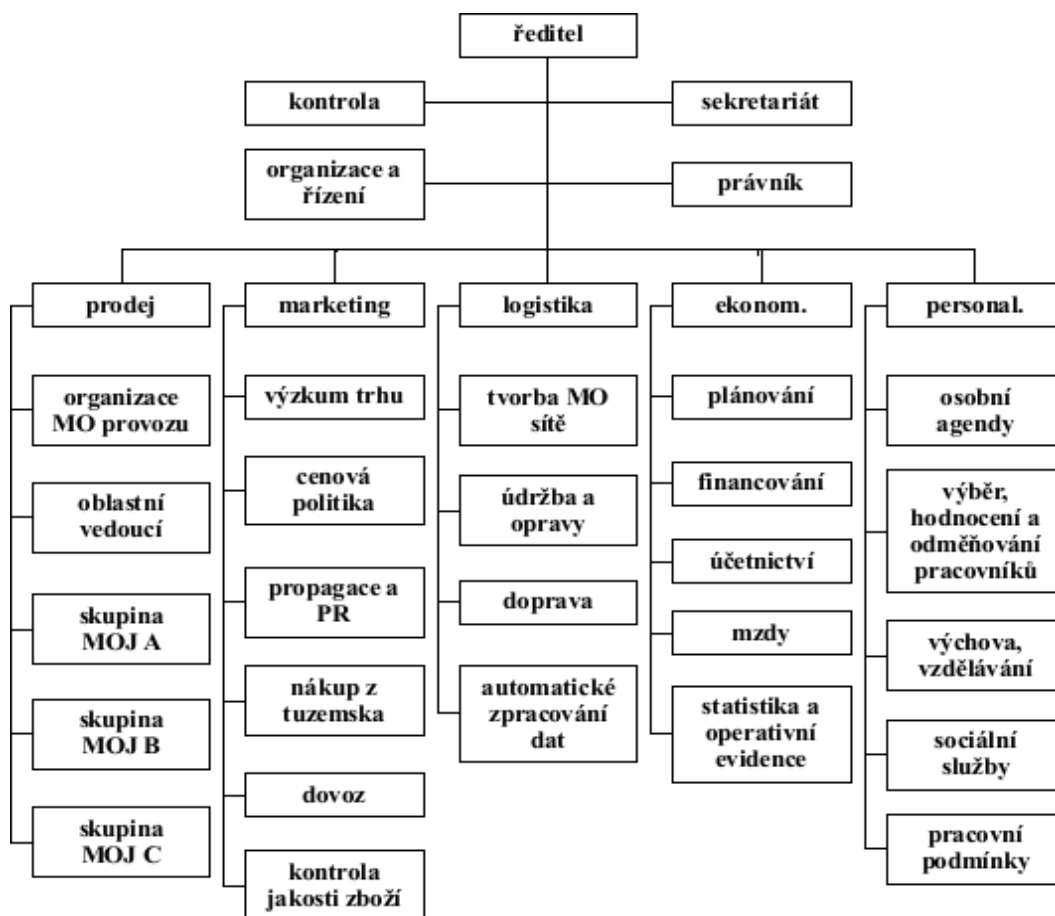 ředitel
kontrola
sekretariát
organizace a
řízení
právník
prodej
marketing
logistika
ekonom.
personal.
organizace
MO provozu
oblastní
vedoucí
skupina
MOJ A
skupina
MOJ B
skupina
MOJ C
výzkum trhu
cenová
politika
propagace a
PR
nákup z
tuzemska
dovoz
kontrola
jakosti zboží
tvorba MO
sítě
údržba a
opravy
doprava
automatické
zpracování
dat
plánování
financování
účetnictví
mzdy
statistika a
operativní
evidence
osobní
agendy
výběr,
hodnocení a
odměňování
pracovníků
výchova,
vzdělávání
sociální
služby
pracovní
podmínky